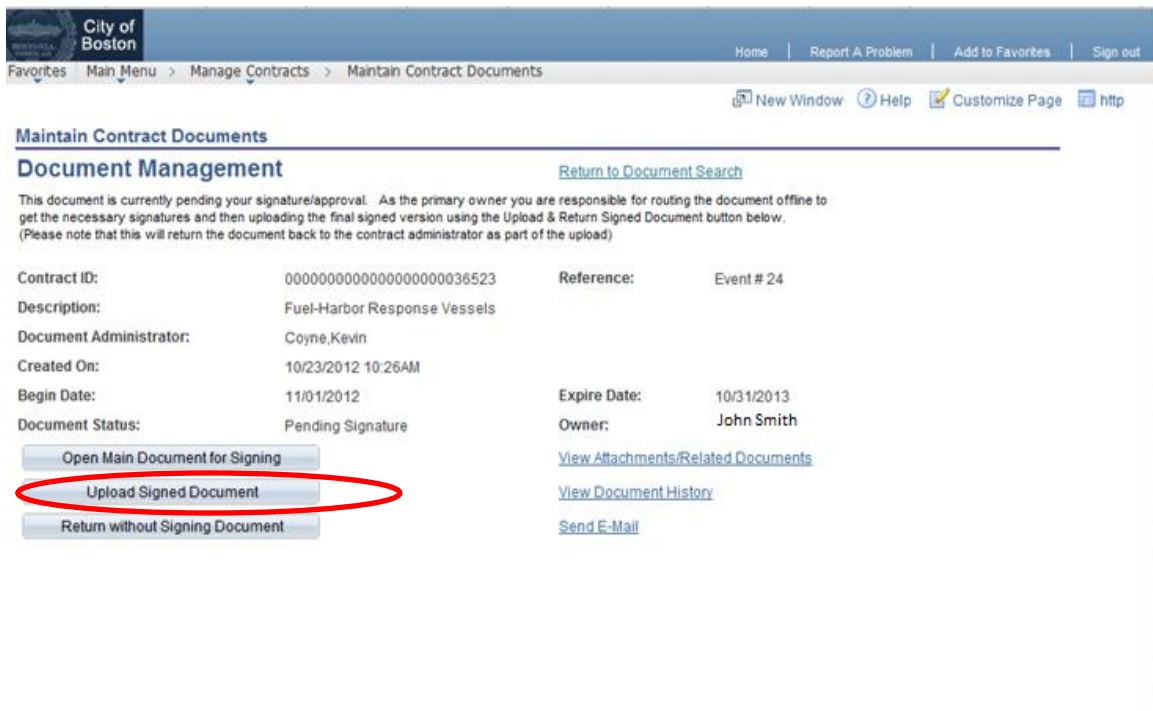 City of
Boston
Home | Report A Problem | Add to Favorites | Sign out
Favorites Main Menu > Manage Contracts > Maintain Contract Documents
New Window Help Customize Page http
Maintain Contract Documents
Document Management Return to Document Search
This document is currently pending your signature/approval. As the primary owner you are responsible for routing the document offline to
get the necessary signatures and then uploading the final signed version using the Upload & Return Signed Document button below.
(Please note that this will return the document back to the contract administrator as part of the upload)
Contract ID: 0000000000000000000036523 Reference: Event # 24
Description: Fuel-Harbor Response Vessels
Document Administrator: Coyne,Kevin
Created On: 10/23/2012 10:26AM
Begin Date: 11/01/2012 Expire Date: 10/31/2013
Document Status: Pending Signature Owner: John Smith
Open Main Document for Signing View Attachments/Related Documents
Upload Signed Document View Document History
Return without Signing Document Send E-Mail